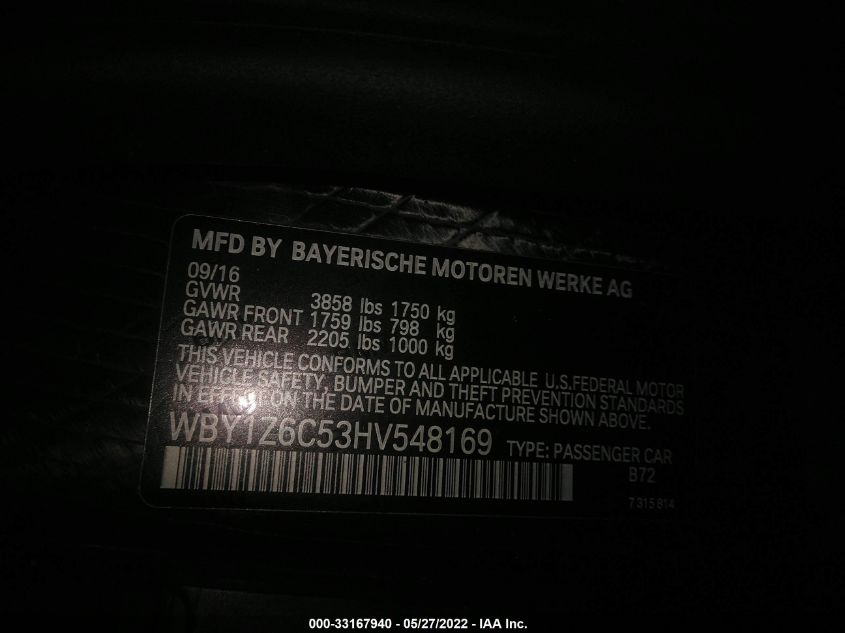 MFD BY BAYERISCHE MOTOREN WERKE AG
09/16
GVWR 3858 lbs 1750 kg
GAWR FRONT 1759 lbs 798 kg
GAWR REAR 2205 lbs 1000 kg
THIS VEHICLE CONFORMS TO ALL APPLICABLE U.S.FEDERAL MOTOR
VEHICLE SAFETY, BUMPER AND THEFT PREVENTION STANDARDS
IN EFFECT ON THE DATE OF MANUFACTURE SHOWN ABOVE.
WBY1Z6C53HV548169 TYPE: PASSENGER CAR
B72
7315814
000-33167940 - 05/27/2022 - IAA Inc.